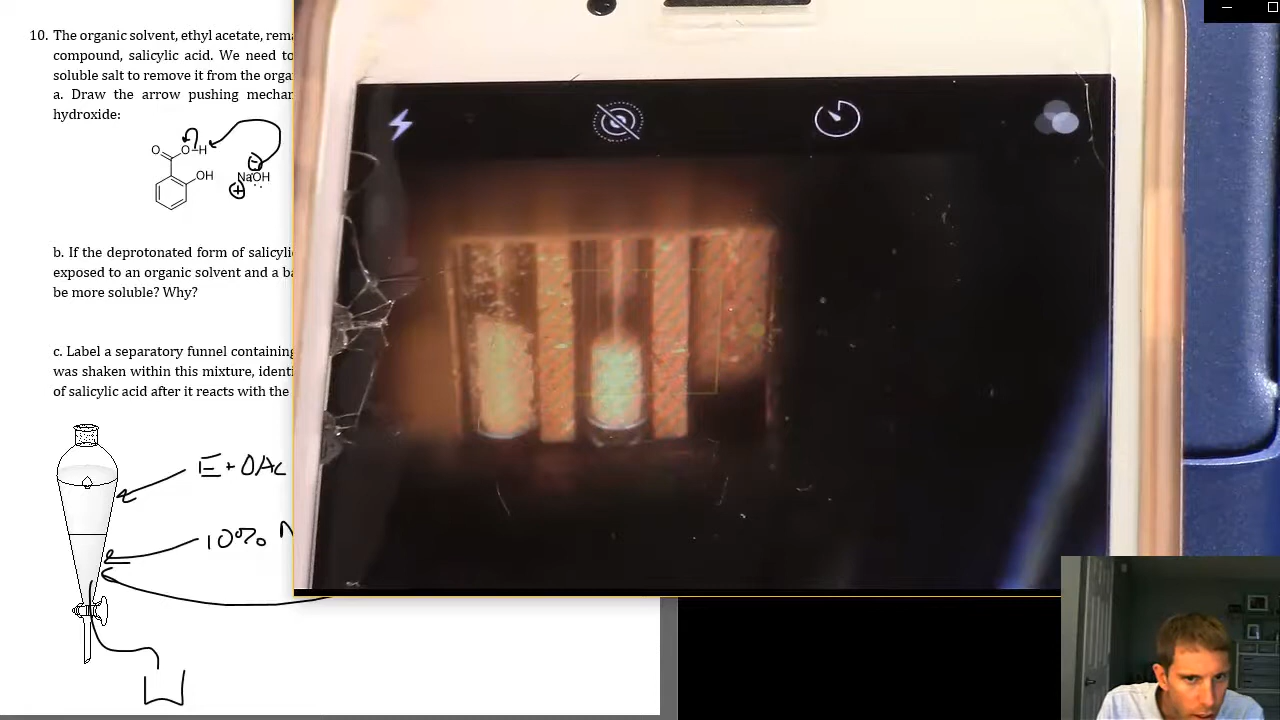 10. The organic solvent, ethyl acetate, rema
compound, salicylic acid. We need to
soluble salt to remove it from the orga
a. Draw the arrow pushing mechan
hydroxide:
O
O-H
OH
NaOH
b. If the deprotonated form of salicyli
exposed to an organic solvent and a ba
be more soluble? Why?
c. Label a separatory funnel containing
was shaken within this mixture, identi
of salicylic acid after it reacts with the
EtOAc
10% N